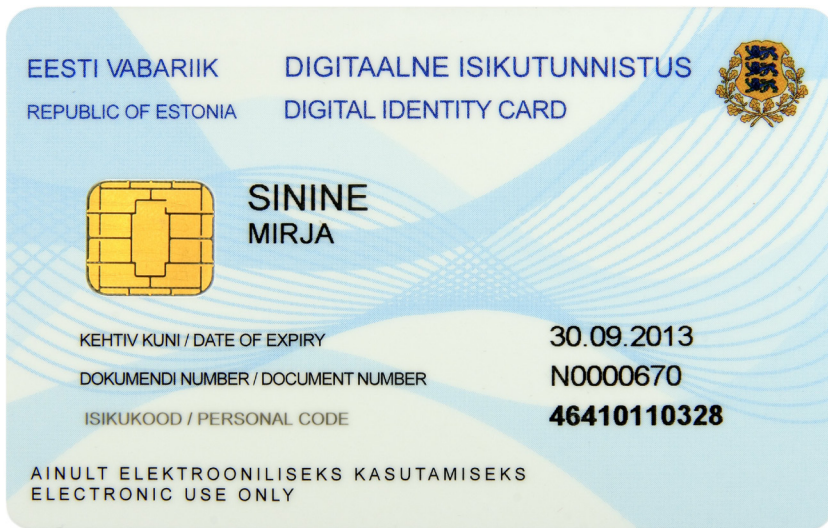 EESTI VABARIIK DIGITAALNE ISIKUTUNNISTUS
REPUBLIC OF ESTONIA DIGITAL IDENTITY CARD
SININE
MIRJA
KEHTIV KUNI / DATE OF EXPIRY 30.09.2013
DOKUMENDI NUMBER / DOCUMENT NUMBER N0000670
ISIKUKOOD / PERSONAL CODE 46410110328
AINULT ELEKTROONILISEKS KASUTAMISEKS
ELECTRONIC USE ONLY